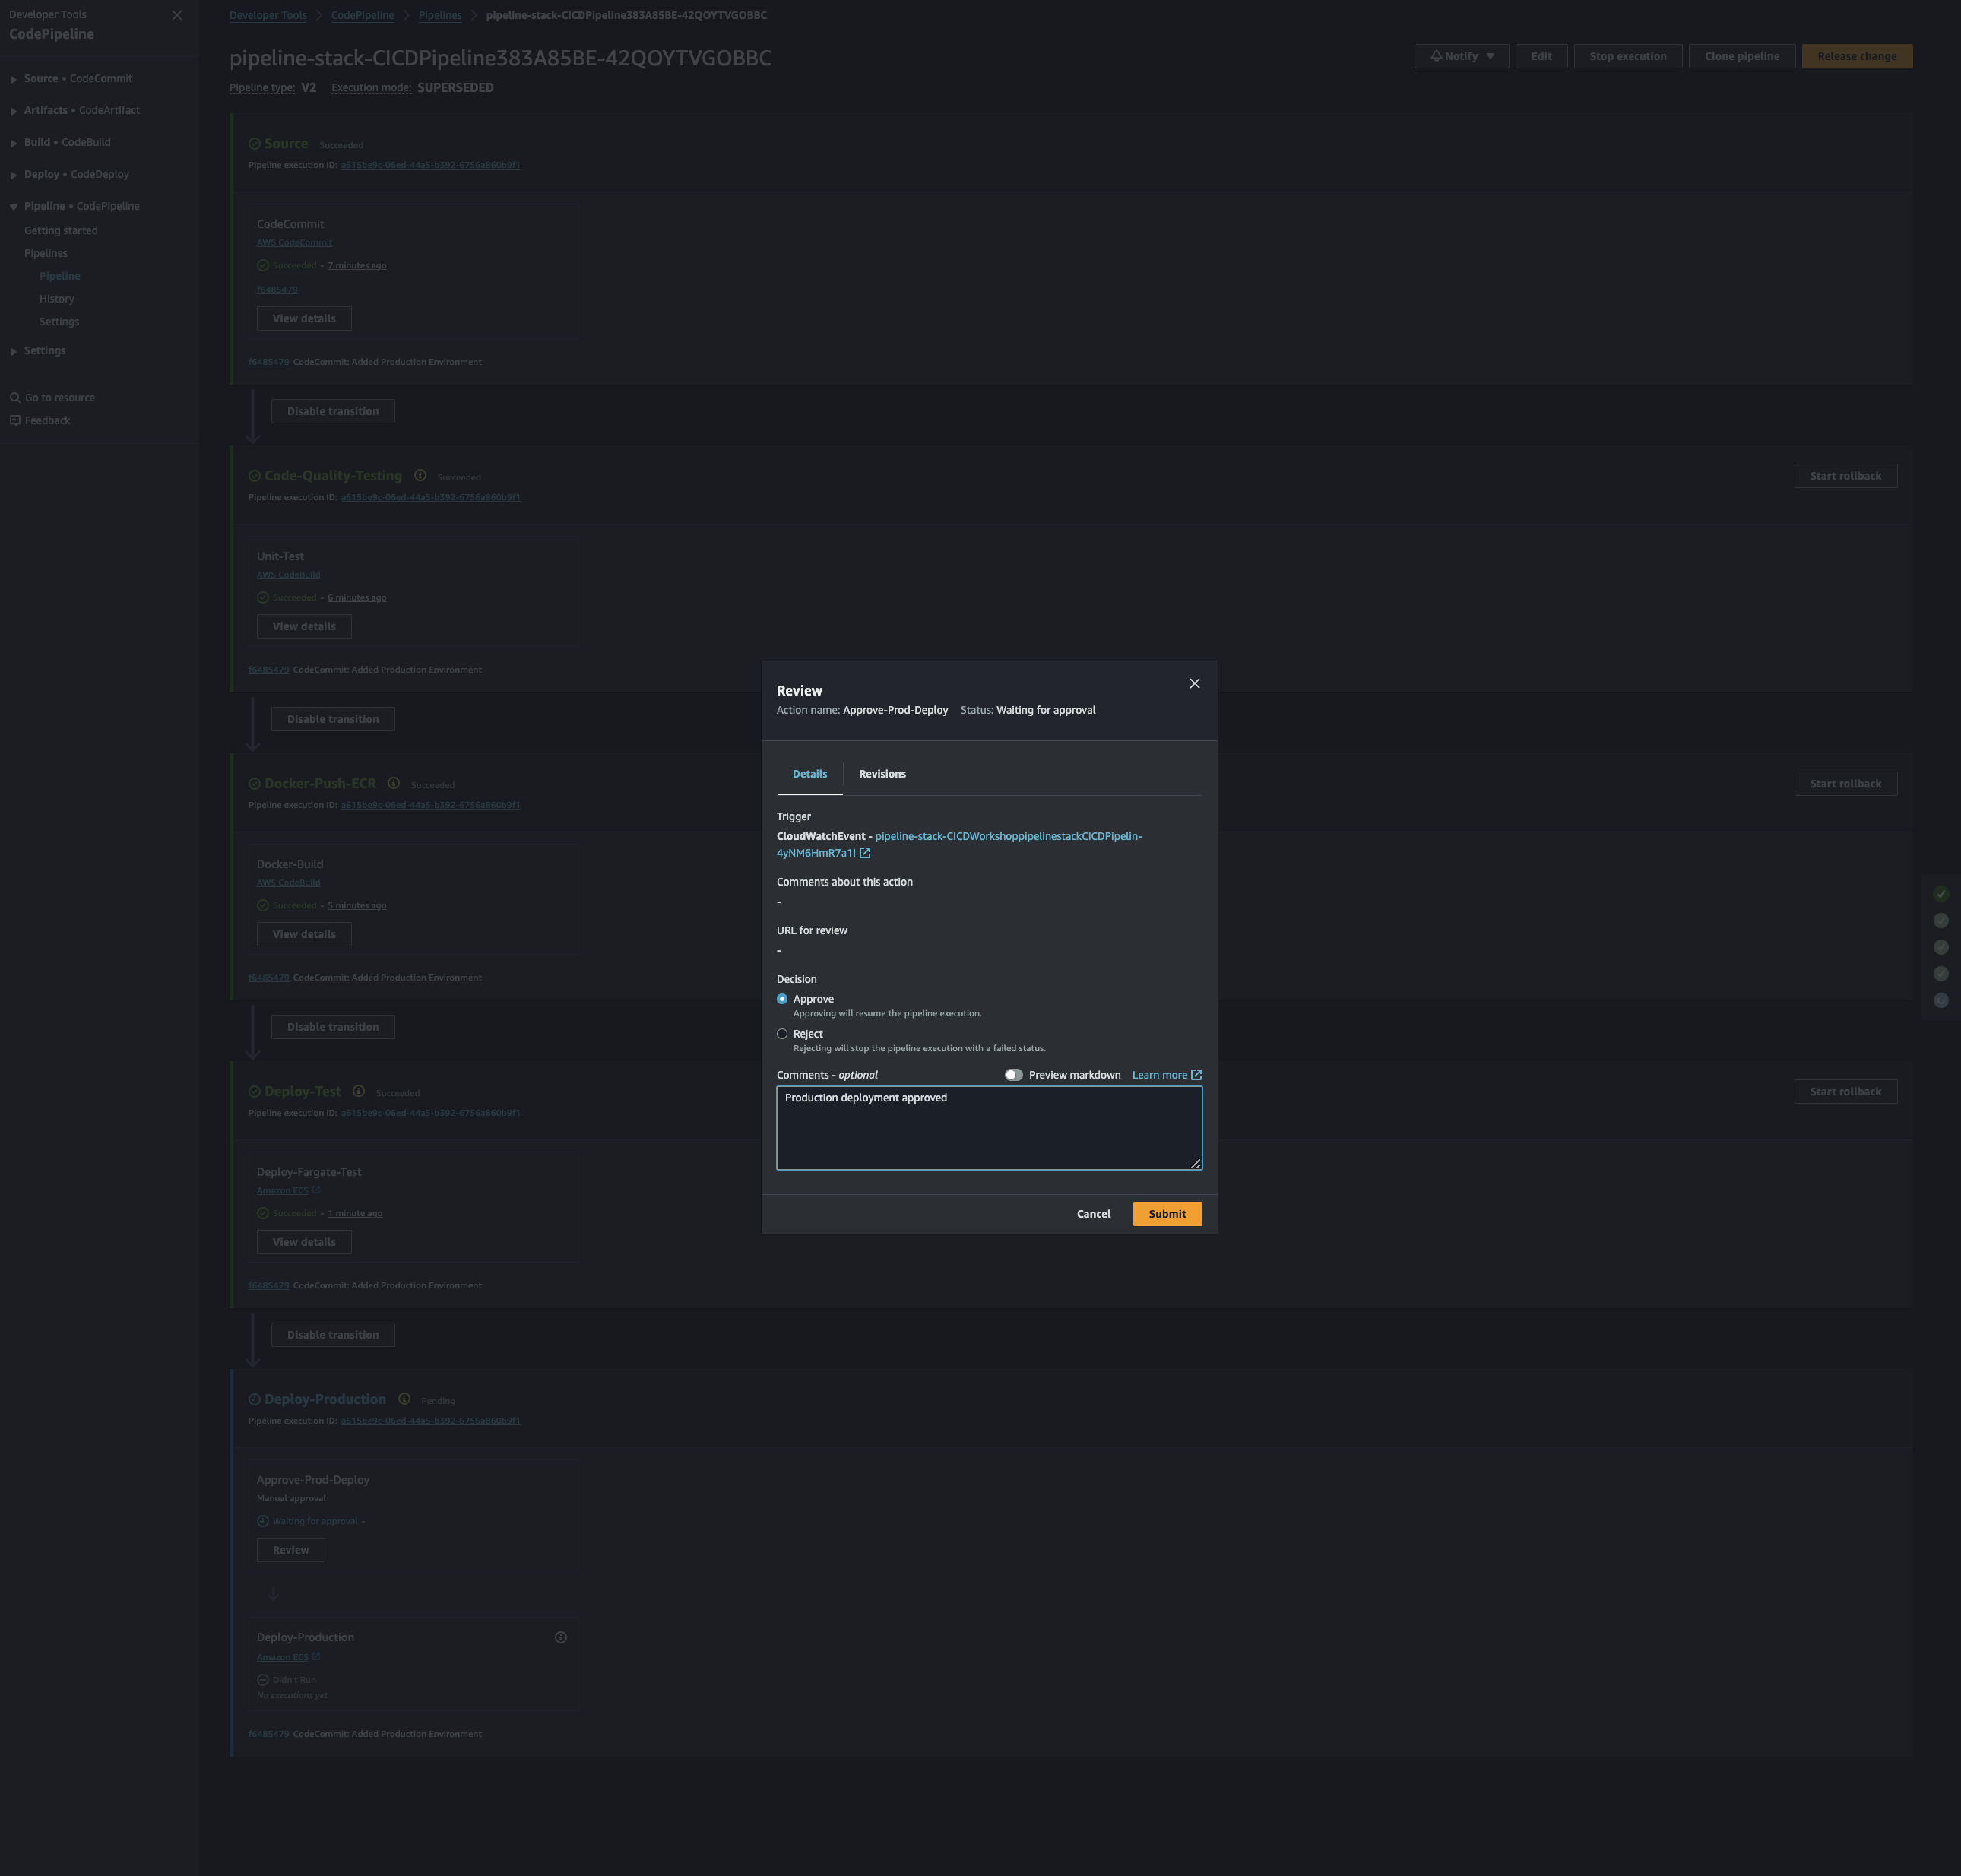 Developer Tools
CodePipeline
Source • CodeCommit
Artifacts • CodeArtifact
Build • CodeBuild
Deploy • CodeDeploy
Pipeline • CodePipeline
Getting started
Pipelines
Pipeline
History
Settings
Settings
Go to resource
Feedback
Developer Tools
CodePipeline
Pipelines
pipeline-stack-CICDPipeline383A85BE-42QOYTVGOBBC
pipeline-stack-CICDPipeline383A85BE-42QOYTVGOBBC
Notify
Edit
Stop execution
Clone pipeline
Release change
Pipeline type: V2 Execution mode: SUPERSEDED
Source Succeeded
Pipeline execution ID: a615be9c-06ed-44a5-b392-6756a860b9f1
CodeCommit
AWS CodeCommit
Succeeded - 7 minutes ago
f6485479
View details
f6485479 CodeCommit: Added Production Environment
Disable transition
Code-Quality-Testing Succeeded
Start rollback
Pipeline execution ID: a615be9c-06ed-44a5-b392-6756a860b9f1
Unit-Test
AWS CodeBuild
Succeeded - 6 minutes ago
View details
f6485479 CodeCommit: Added Production Environment
Disable transition
Docker-Push-ECR Succeeded
Start rollback
Pipeline execution ID: a615be9c-06ed-44a5-b392-6756a860b9f1
Docker-Build
AWS CodeBuild
Succeeded - 5 minutes ago
View details
f6485479 CodeCommit: Added Production Environment
Disable transition
Deploy-Test Succeeded
Start rollback
Pipeline execution ID: a615be9c-06ed-44a5-b392-6756a860b9f1
Deploy-Fargate-Test
Amazon ECS
Succeeded - 1 minute ago
View details
f6485479 CodeCommit: Added Production Environment
Disable transition
Deploy-Production Pending
Pipeline execution ID: a615be9c-06ed-44a5-b392-6756a860b9f1
Approve-Prod-Deploy
Manual approval
Waiting for approval -
Review
Deploy-Production
Amazon ECS
Didn't Run
No executions yet
f6485479 CodeCommit: Added Production Environment
Review
Action name: Approve-Prod-Deploy Status: Waiting for approval
Details
Revisions
Trigger
CloudWatchEvent - pipeline-stack-CICDWorkshoppipelinestackCICDPipelin-
4yNM6HmR7a1I
Comments about this action
-
URL for review
-
Decision
Approve
Approving will resume the pipeline execution.
Reject
Rejecting will stop the pipeline execution with a failed status.
Comments - optional
Preview markdown
Learn more
Production deployment approved
Cancel
Submit